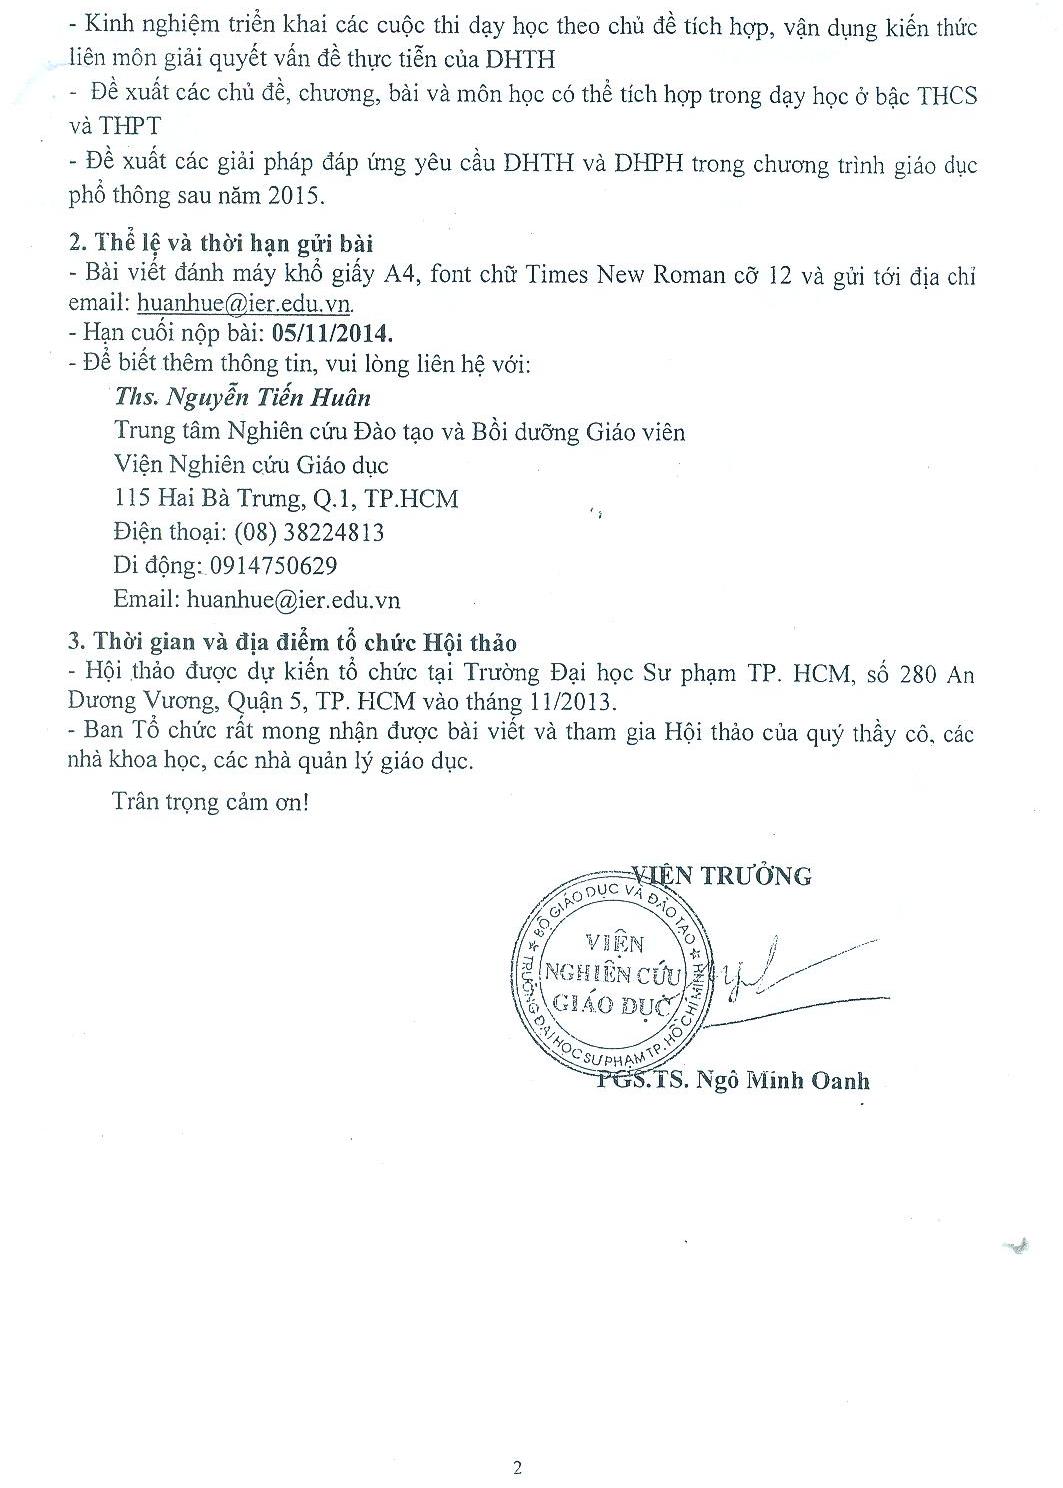 - Kinh nghiệm triển khai các cuộc thi dạy học theo chủ đề tích hợp, vận dụng kiến thức
liên môn giải quyết vấn đề thực tiễn của DHTH
- Đề xuất các chủ đề, chương, bài và môn học có thể tích hợp trong dạy học ở bậc THCS
và THPT
- Đề xuất các giải pháp đáp ứng yêu cầu DHTH và DHPH trong chương trình giáo dục
phổ thông sau năm 2015.
2. Thể lệ và thời hạn gửi bài
- Bài viết đánh máy khổ giấy A4, font chữ Times New Roman cỡ 12 và gửi tới địa chỉ
email: huanhue@ier.edu.vn.
- Hạn cuối nộp bài: 05/11/2014.
- Để biết thêm thông tin, vui lòng liên hệ với:
Ths. Nguyễn Tiến Huân
Trung tâm Nghiên cứu Đào tạo và Bồi dưỡng Giáo viên
Viện Nghiên cứu Giáo dục
115 Hai Bà Trưng, Q.1, TP.HCM
Điện thoại: (08) 38224813
Di động: 0914750629
Email: huanhue@ier.edu.vn
3. Thời gian và địa điểm tổ chức Hội thảo
- Hội thảo được dự kiến tổ chức tại Trường Đại học Sư phạm TP. HCM, số 280 An
Dương Vương, Quận 5, TP. HCM vào tháng 11/2013.
- Ban Tổ chức rất mong nhận được bài viết và tham gia Hội thảo của quý thầy cô, các
nhà khoa học, các nhà quản lý giáo dục.
Trân trọng cảm ơn!
VIỆN TRƯỞNG
BỘ GIÁO DỤC VÀ ĐÀO TẠO
TRƯỜNG ĐẠI HỌC SƯ PHẠM TP. HỒ CHÍ MINH
VIỆN
NGHIÊN CỨU
GIÁO DỤC
PGS.TS. Ngô Minh Oanh
2